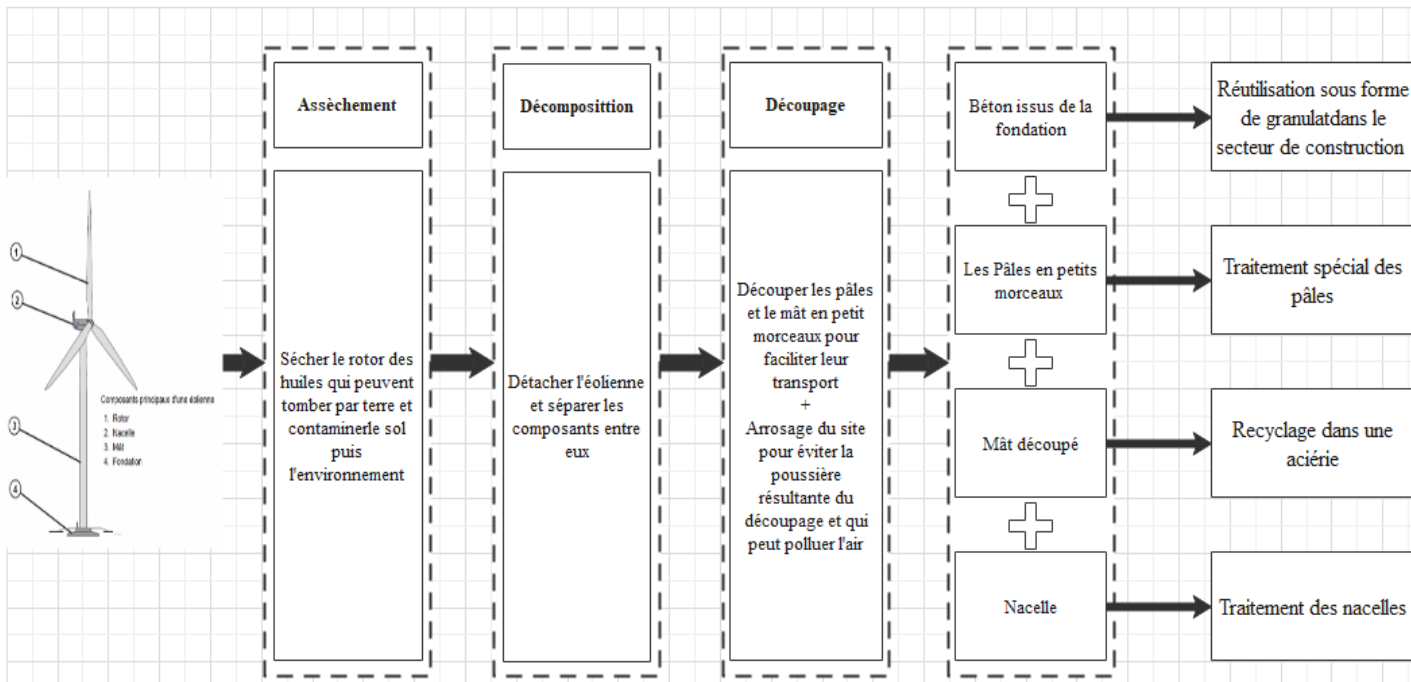 1
2
3
4
Composants principaux d'une éolienne
1. Rotor
2. Nacelle
3. Mât
4. Fondation
Assèchement
Sécher le rotor des
huiles qui peuvent
tomber par terre et
contaminerle sol
puis
l'environnement
Décomposittion
Détacher l'éolienne
et séparer les
composants entre
eux
Découpage
Découper les pâles
et le mât en petit
morceaux pour
faciliter leur
transport
+
Arrosage du site
pour éviter la
poussière
résultante du
découpage et qui
peut polluer l'air
Béton issus de la
fondation
Les Pâles en petits
morceaux
Mât découpé
Nacelle
Réutilisation sous forme
de granulatdans le
secteur de construction
Traitement spécial des
pâles
Recyclage dans une
aciérie
Traitement des nacelles